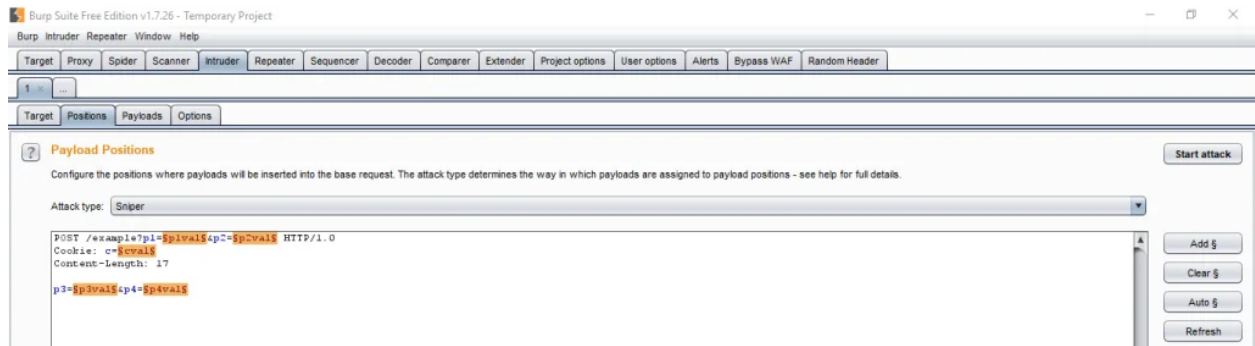 Burp Suite Free Edition v1.7.26 - Temporary Project
Burp Intruder Repeater Window Help
Target Proxy Spider Scanner Intruder Repeater Sequencer Decoder Comparer Extender Project options User options Alerts Bypass WAF Random Header
1 × ...
Target Positions Payloads Options
? Payload Positions
Start attack
Configure the positions where payloads will be inserted into the base request. The attack type determines the way in which payloads are assigned to payload positions - see help for full details.
Attack type: Sniper
POST /example?p1=§p1val§&p2=§p2val§ HTTP/1.0
Cookie: c=§cval§
Content-Length: 17
p3=§p3val§&p4=§p4val§
Add §
Clear §
Auto §
Refresh